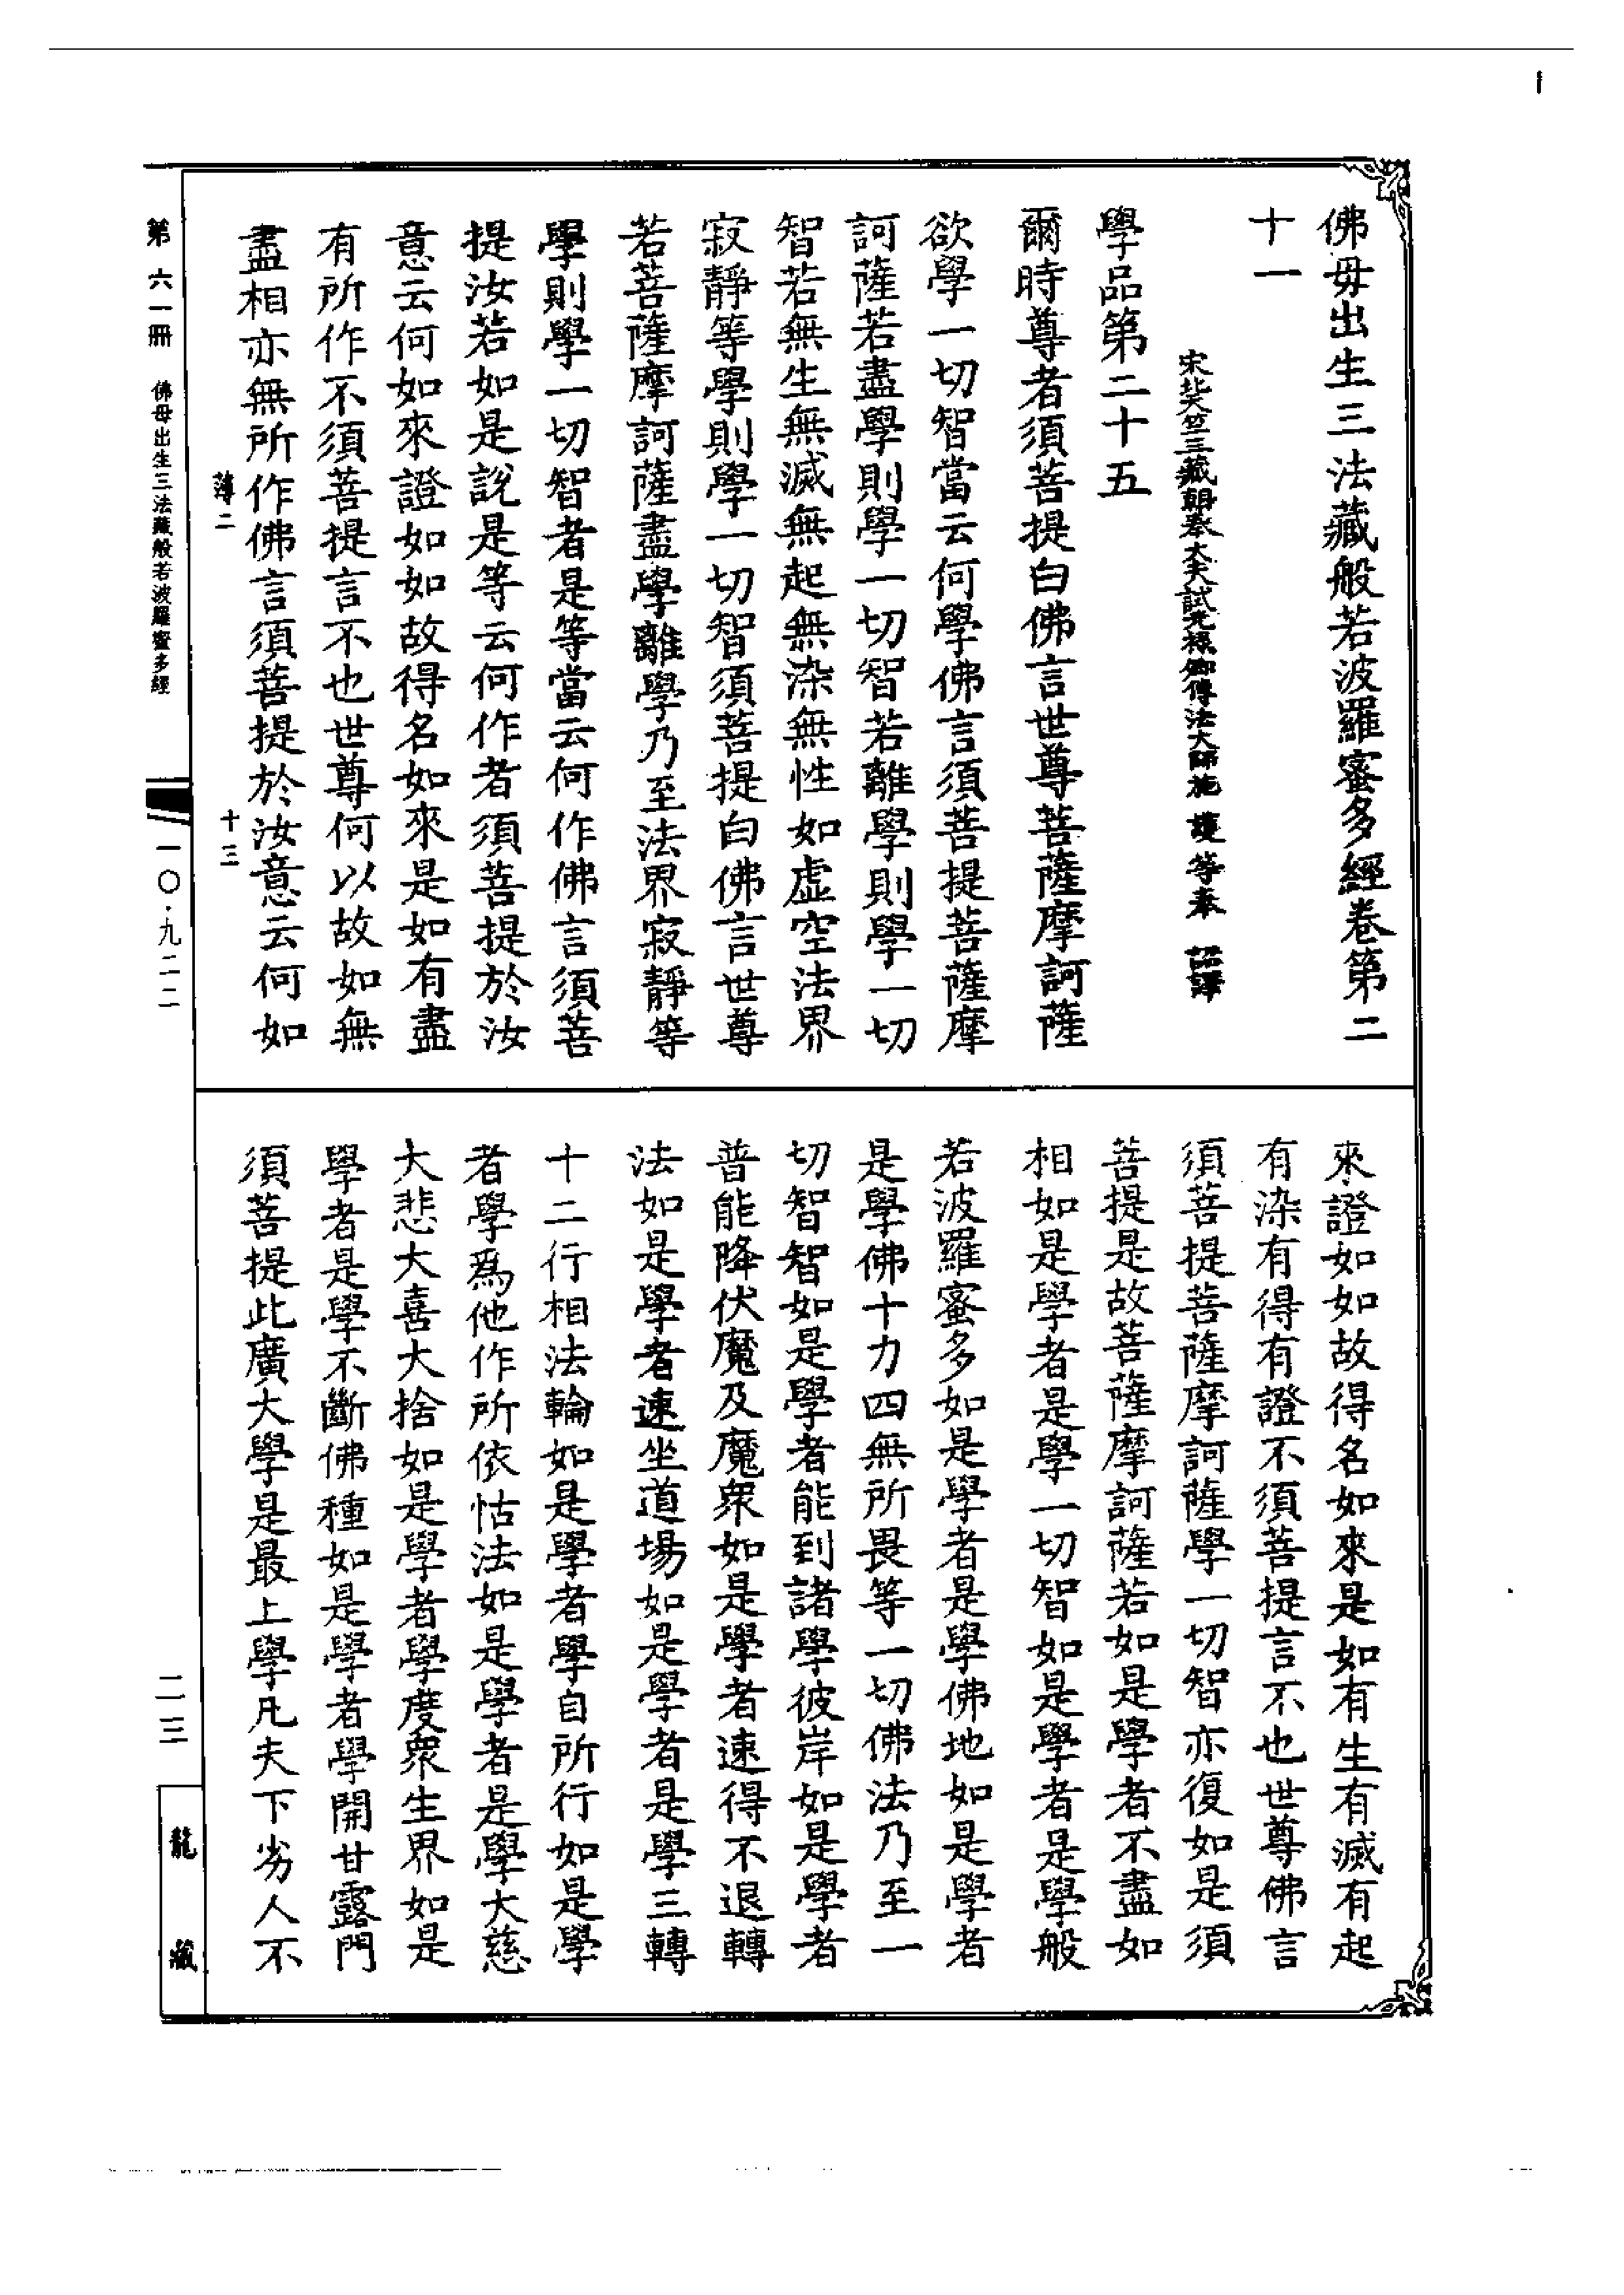 佛毋出生三法藏般若波羅蜜多經卷第二
十一
宋北天竺三藏朝奉大夫試光祿卿傳法大師施 護 等奉 詔譯
學品第二十五
爾時尊者須菩提白佛言世尊菩薩摩訶薩
欲學一切智當云何學佛言須菩提菩薩摩
訶薩若盡學則學一切智若離學則學一切
智若無生無滅無起無染無性如虛空法界
寂靜等學則學一切智須菩提白佛言世尊
若菩薩摩訶薩盡學離學乃至法界寂靜等
學則學一切智者是等當云何作佛言須菩
提汝若如是說是等云何作者須菩提於汝
意云何如來證如如故得名如來是如有盡
有所作不須菩提言不也世尊何以故如無
盡相亦無所作佛言須菩提於汝意云何如
來證如如故得名如來是如有生有滅有起
有染有得有證不須菩提言不也世尊佛言
須菩提菩薩摩訶薩學一切智亦復如是須
菩提是故菩薩摩訶薩若如是學者不盡如
相如是學者是學一切智如是學者是學般
若波羅蜜多如是學者是學佛地如是學者
是學佛十力四無所畏等一切佛法乃至一
切智智如是學者能到諸學彼岸如是學者
普能降伏魔及魔衆如是學者速得不退轉
法如是學者速坐道場如是學者是學三轉
十二行相法輪如是學者學自所行如是學
者學爲他作所依怙法如是學者是學大慈
大悲大喜大捨如是學者學度衆生界如是
學者是學不斷佛種如是學者學開甘露門
須菩提此廣大學是最上學凡夫下劣人不
薄二
十三
第六一冊 佛母出生三法藏般若波羅蜜多經
一〇·九二二
二三
龍藏